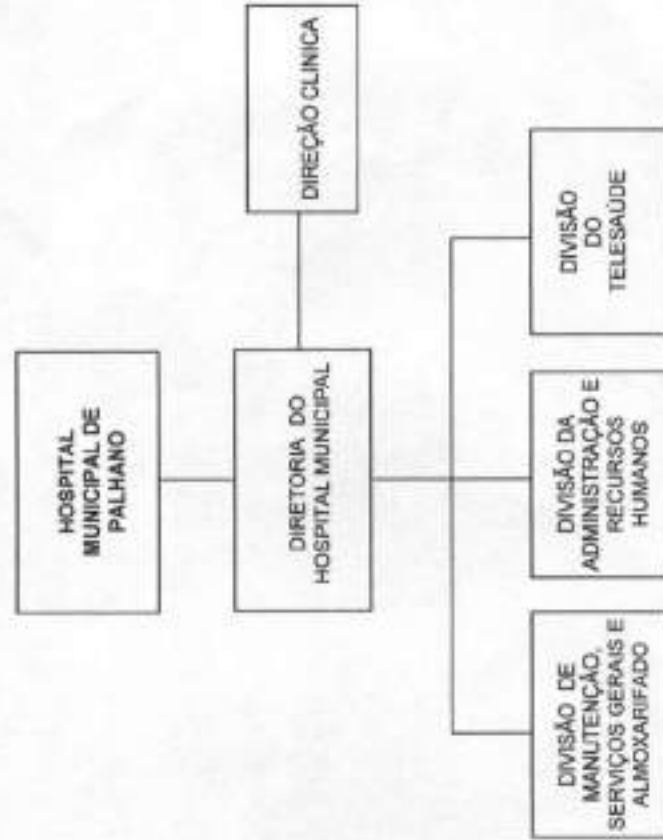 HOSPITAL
MUNICIPAL DE
PALHANO
DIRETORIA DO
HOSPITAL MUNICIPAL
DIREÇÃO CLINICA
DIVISÃO DE
MANUTENÇÃO,
SERVIÇOS GERAIS E
ALMOXARIFADO
DIVISÃO DA
ADMINISTRAÇÃO E
RECURSOS
HUMANOS
DIVISÃO
DO
TELESAÚDE